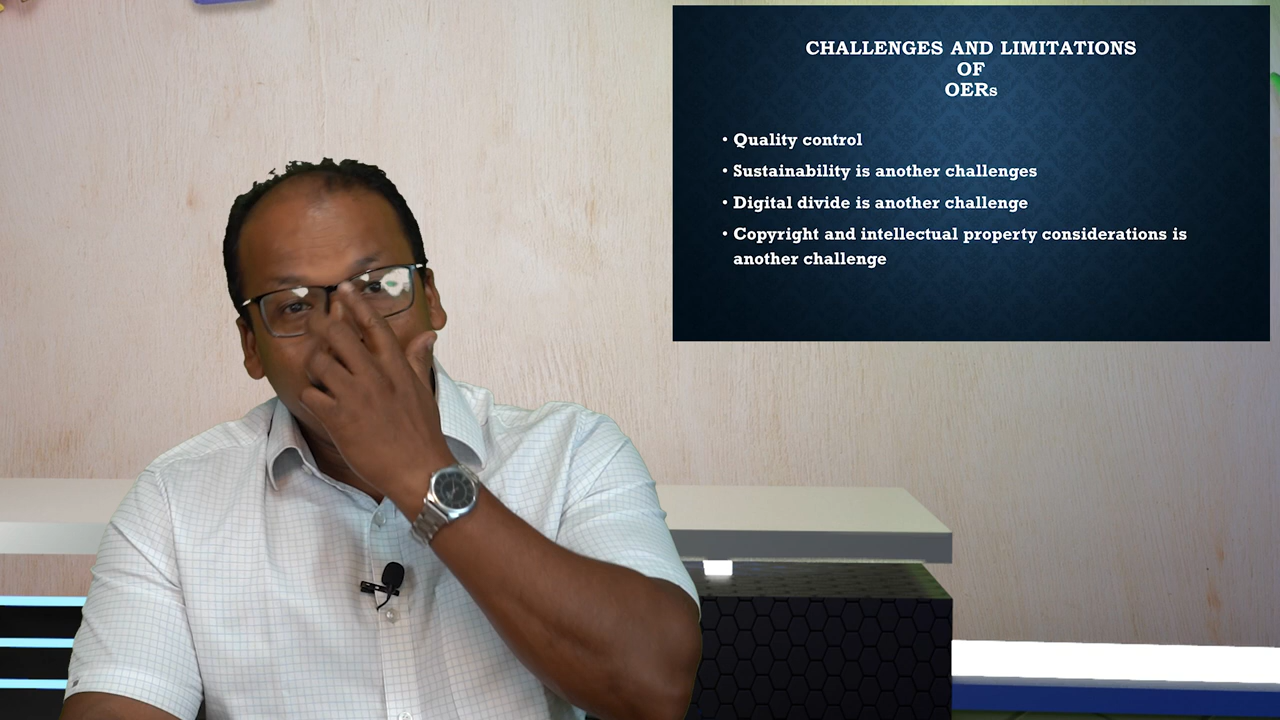 CHALLENGES AND LIMITATIONS
OF
OERs
• Quality control
• Sustainability is another challenges
• Digital divide is another challenge
• Copyright and intellectual property considerations is
another challenge